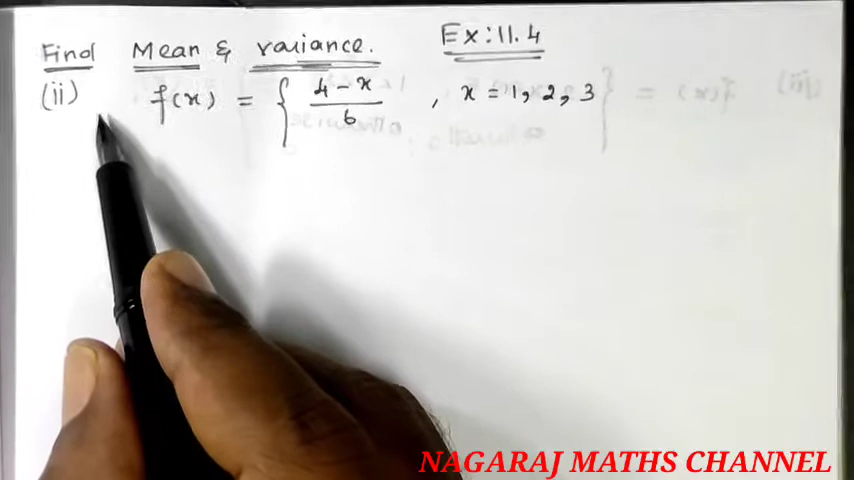 Find Mean & variance. Ex: 11.4
(ii) f(x) = { 4-x / 6 , x = 1, 2, 3
NAGARAJ MATHS CHANNEL